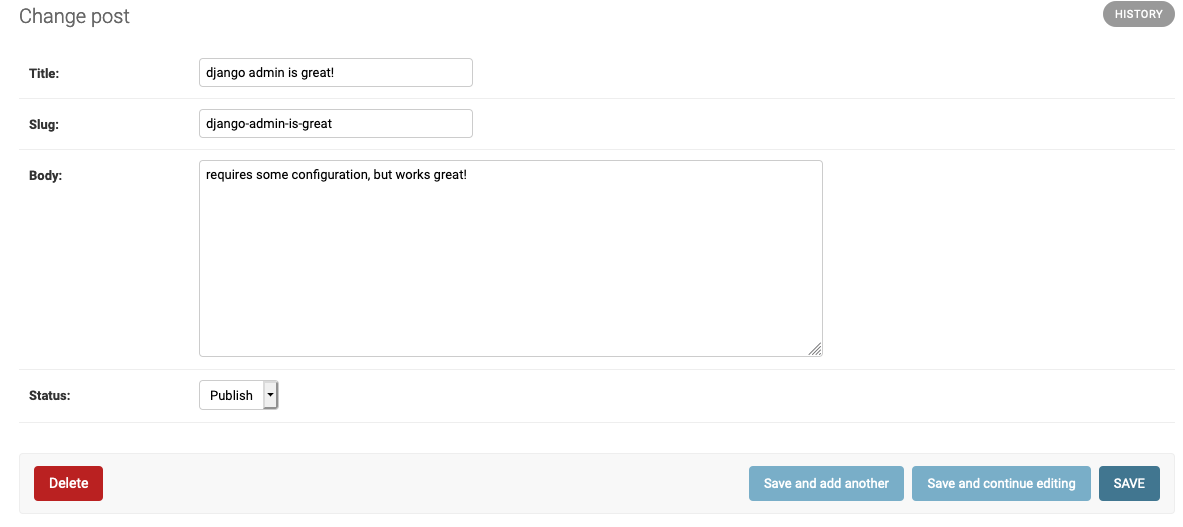 Change post
HISTORY
Title:
django admin is great!
Slug:
django-admin-is-great
Body:
requires some configuration, but works great!
Status:
Publish
Delete
Save and add another
Save and continue editing
SAVE